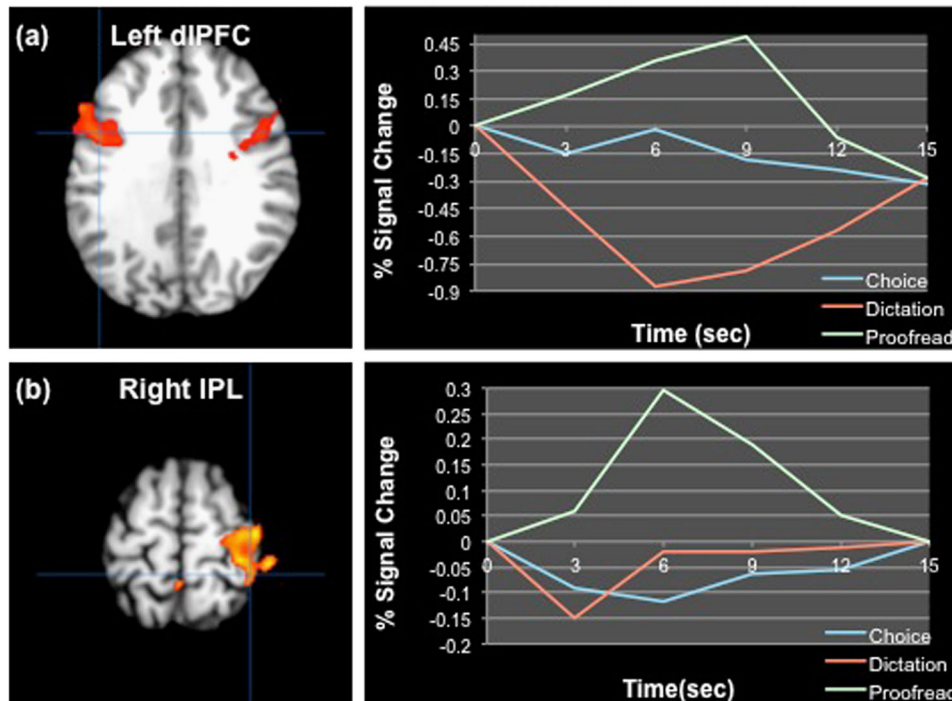 (a)
Left dlPFC
% Signal Change
0.45
0.3
0.15
0
-0.15
-0.3
-0.45
-0.6
-0.75
-0.9
0 3 6 9 12 15
Time (sec)
Choice
Dictation
Proofread
(b)
Right IPL
% Signal Change
0.3
0.25
0.2
0.15
0.1
0.05
0
-0.05
-0.1
-0.15
-0.2
0 3 6 9 12 15
Time(sec)
Choice
Dictation
Proofread